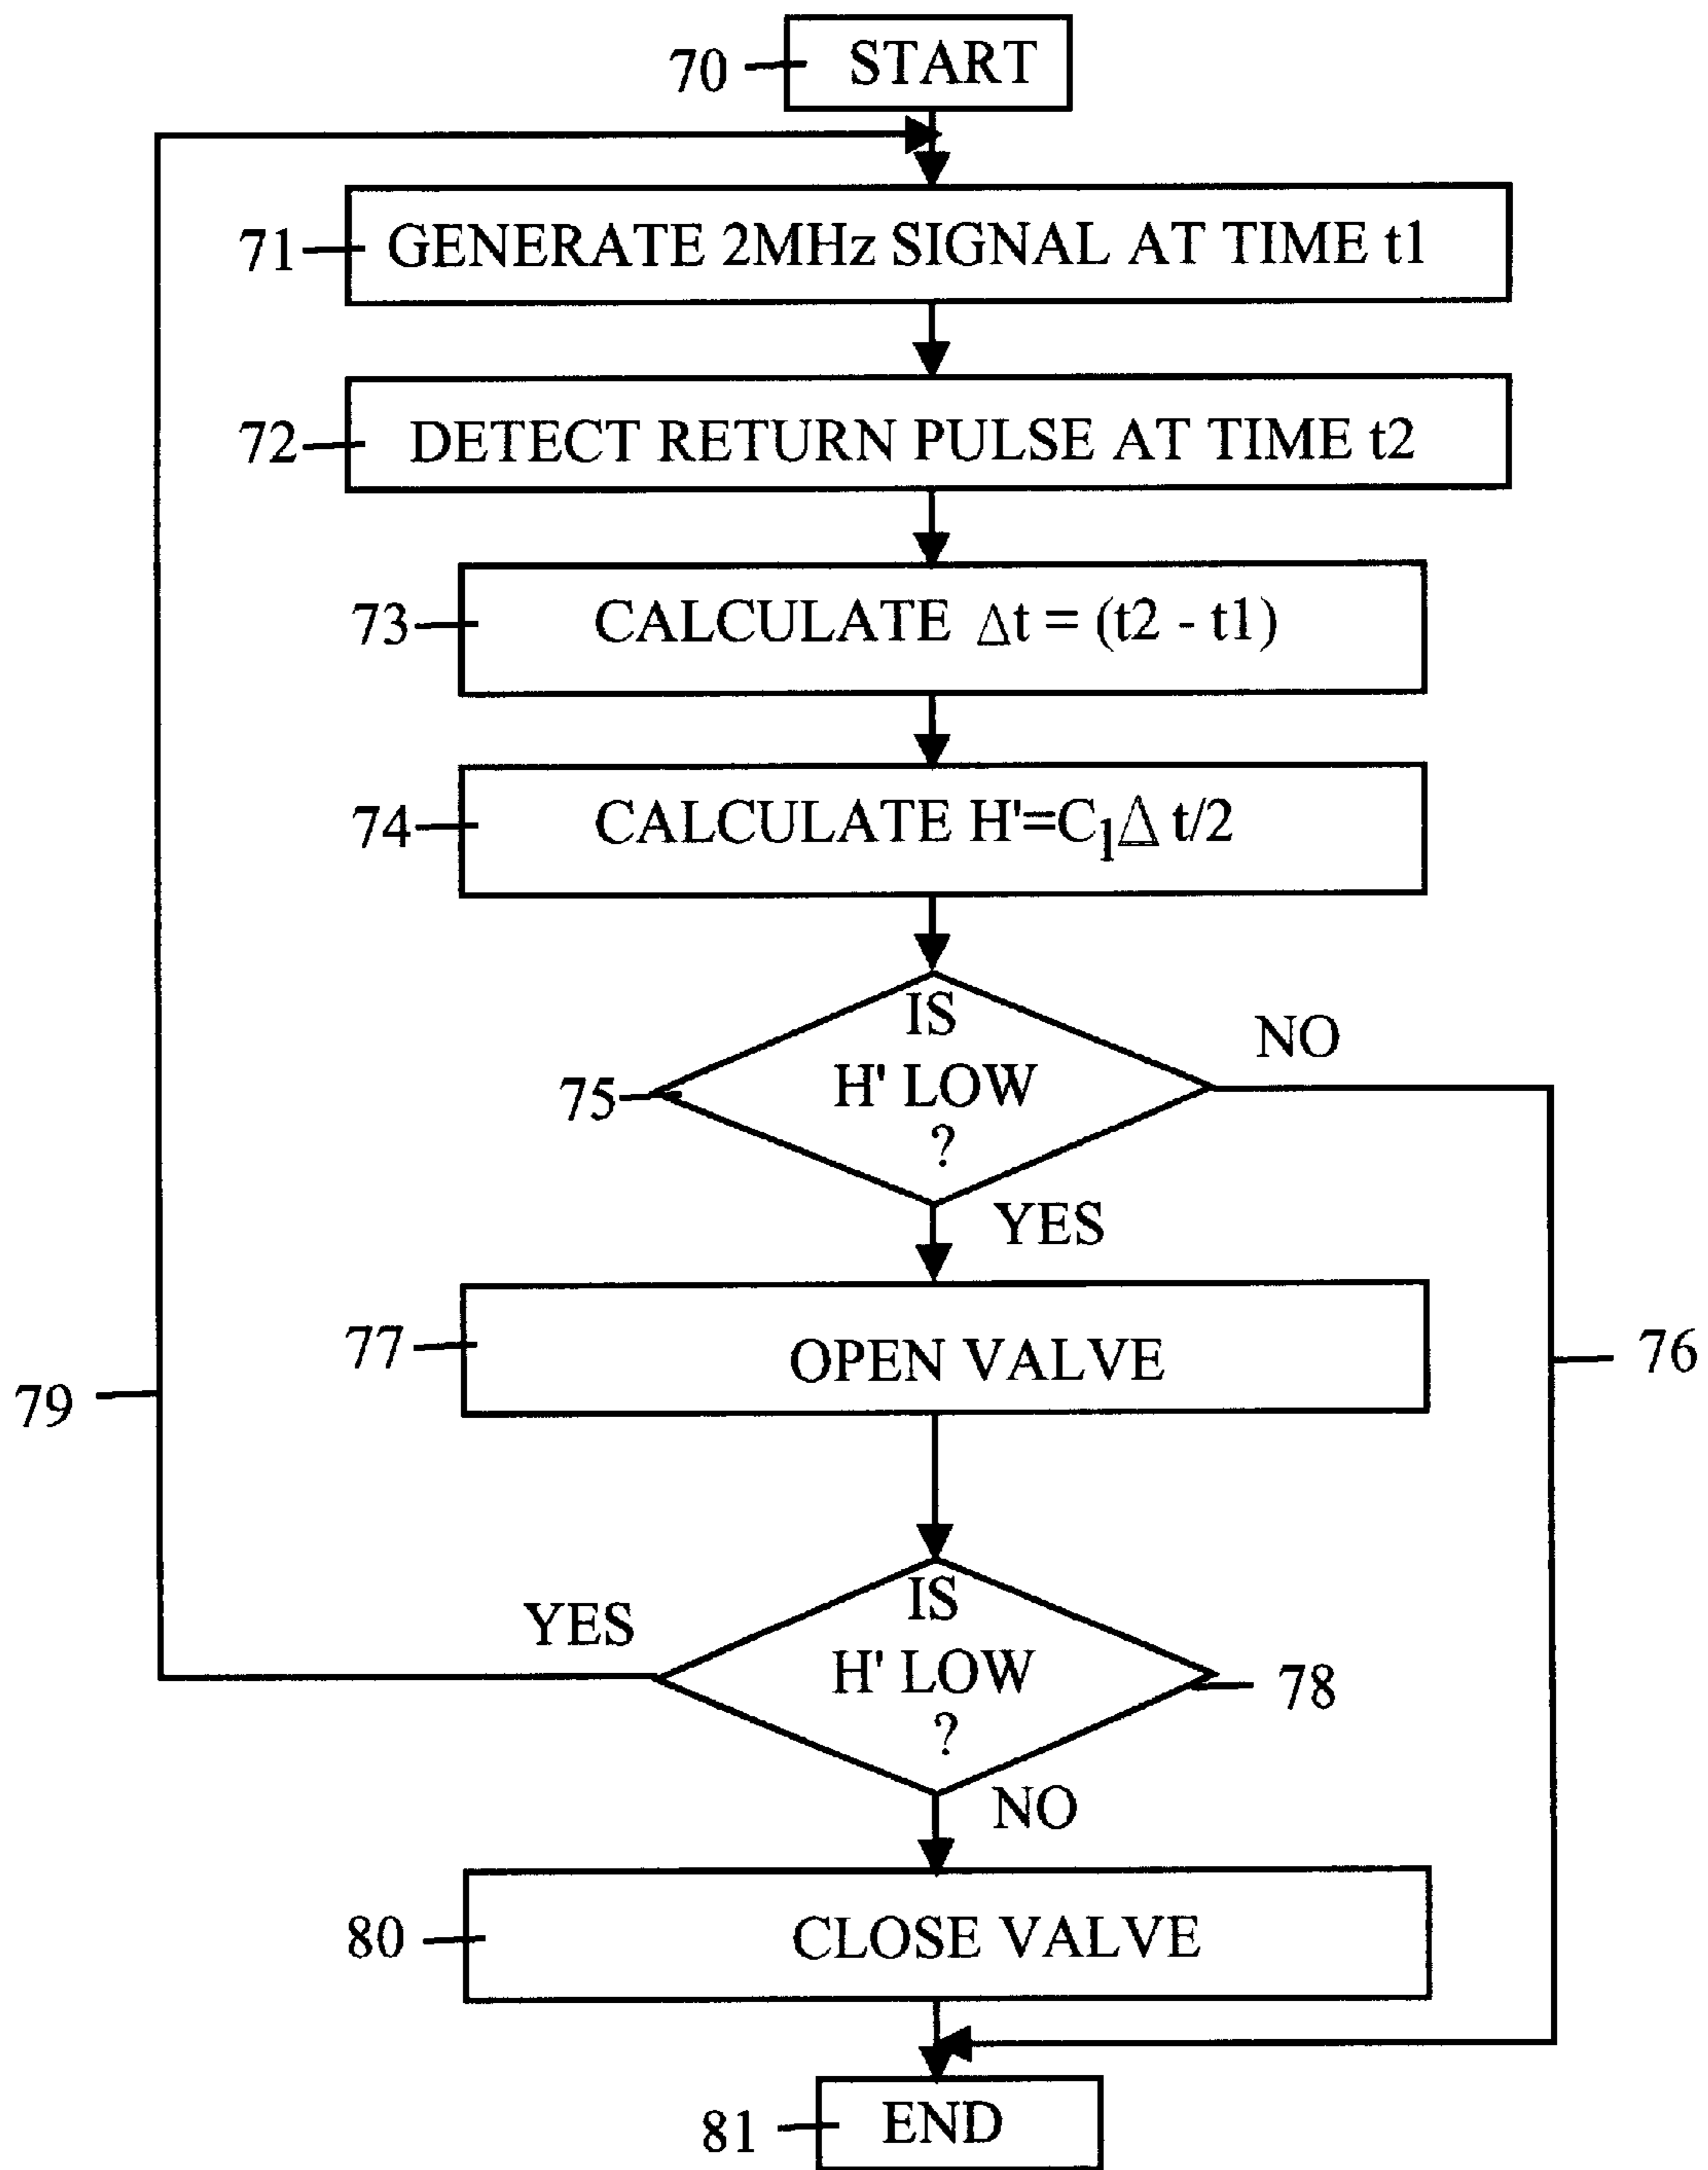 70 START
71 GENERATE 2MHz SIGNAL AT TIME t1
72 DETECT RETURN PULSE AT TIME t2
73 CALCULATE Δt = (t2 - t1)
74 CALCULATE H'=C₁Δ t/2
IS
NO
75 H' LOW
?
YES
77 OPEN VALVE
76
79
IS
YES
H' LOW
78
?
NO
80 CLOSE VALVE
81 END